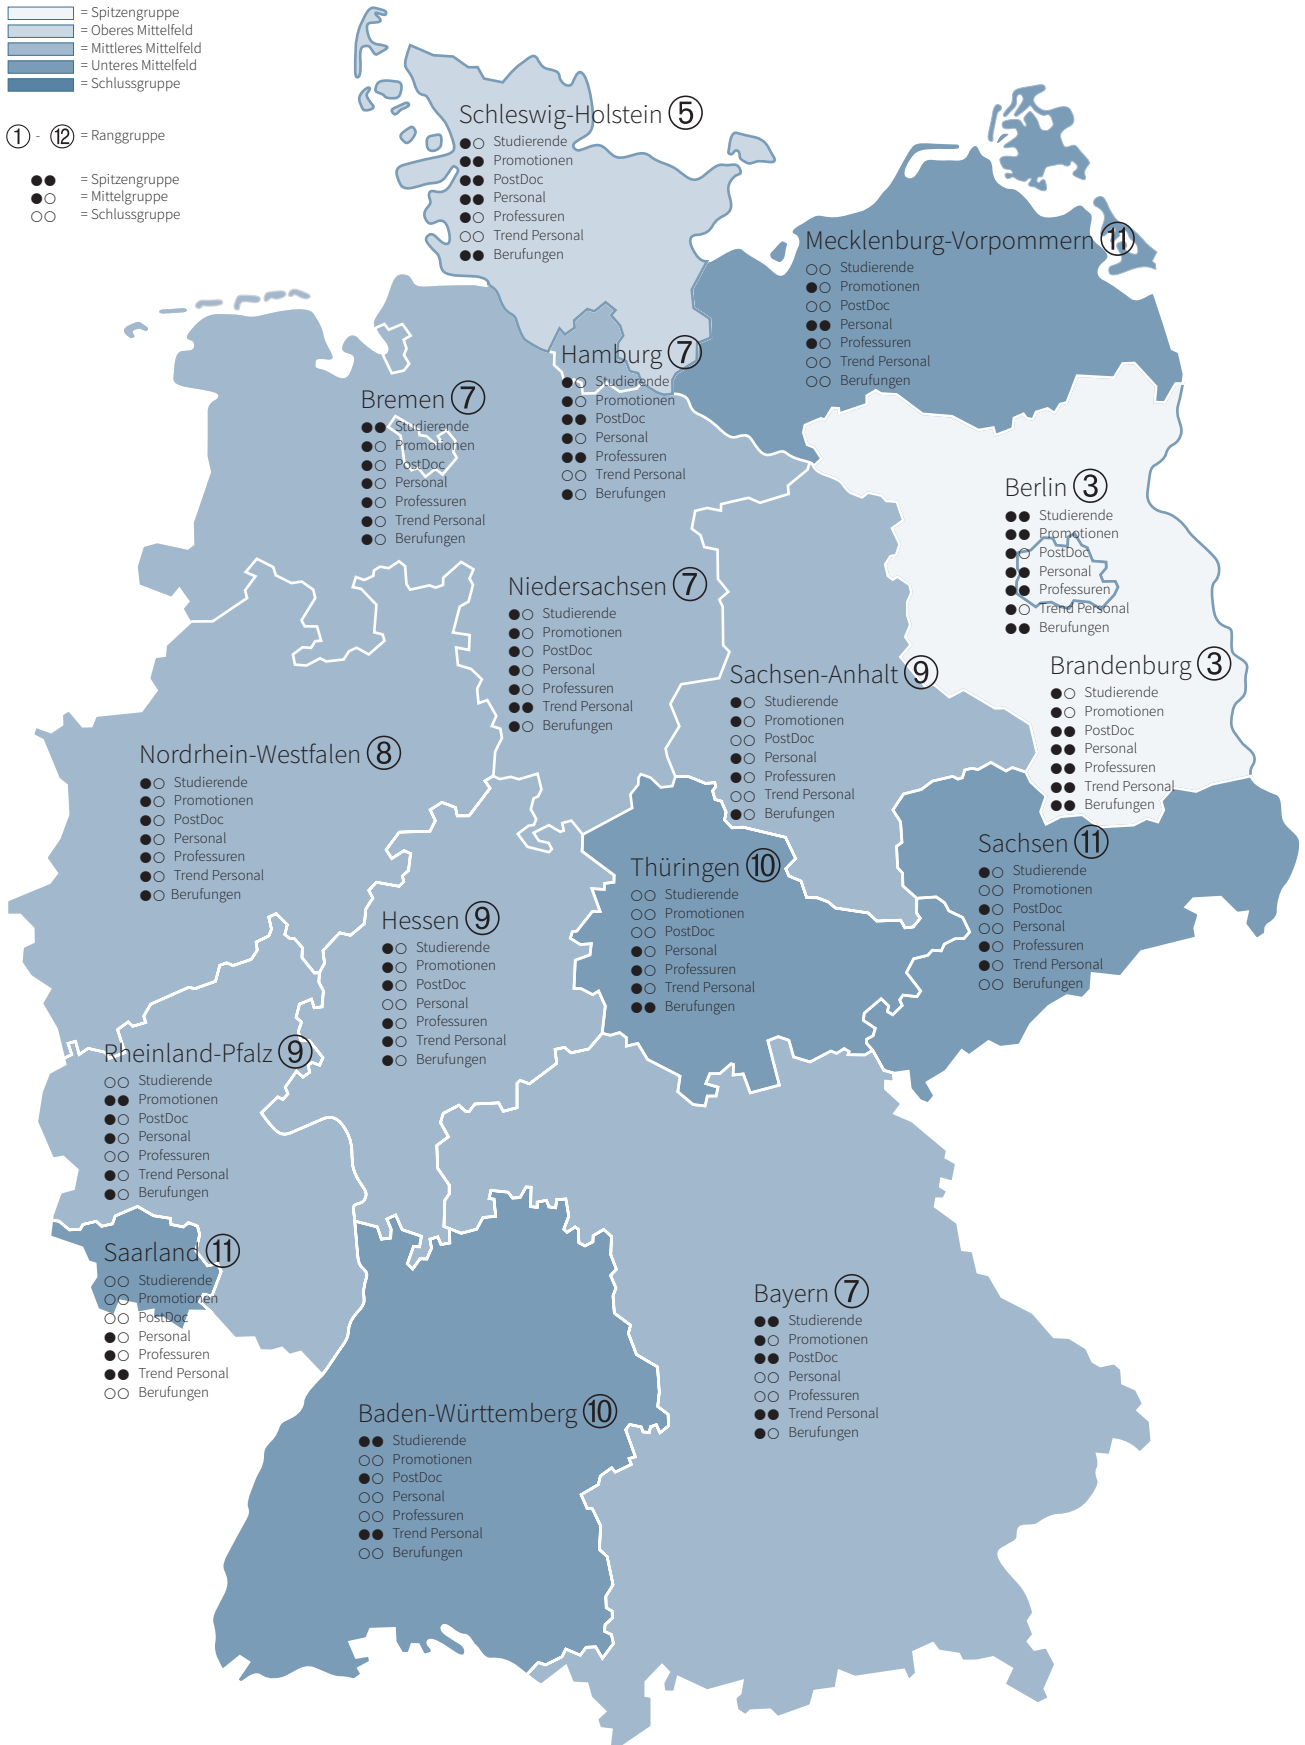 = Spitzengruppe
= Oberes Mittelfeld
= Mittleres Mittelfeld
= Unteres Mittelfeld
= Schlussgruppe
① - ⑫ = Ranggruppe
●● = Spitzengruppe
●○ = Mittelgruppe
○○ = Schlussgruppe
Schleswig-Holstein ⑤
●○ Studierende
●● Promotionen
●● PostDoc
●● Personal
●○ Professuren
○○ Trend Personal
●● Berufungen
Mecklenburg-Vorpommern ⑪
○○ Studierende
●○ Promotionen
○○ PostDoc
●● Personal
●○ Professuren
○○ Trend Personal
○○ Berufungen
Hamburg ⑦
●○ Studierende
●○ Promotionen
●● PostDoc
●○ Personal
●● Professuren
○○ Trend Personal
●○ Berufungen
Bremen ⑦
●● Studierende
●○ Promotionen
●○ PostDoc
●○ Personal
●○ Professuren
●○ Trend Personal
●○ Berufungen
Berlin ③
●● Studierende
●● Promotionen
●○ PostDoc
●● Personal
●● Professuren
●○ Trend Personal
●● Berufungen
Niedersachsen ⑦
●○ Studierende
●○ Promotionen
●○ PostDoc
●○ Personal
●○ Professuren
●● Trend Personal
●○ Berufungen
Brandenburg ③
●○ Studierende
●○ Promotionen
●● PostDoc
●● Personal
●● Professuren
●● Trend Personal
●● Berufungen
Sachsen-Anhalt ⑨
●○ Studierende
●○ Promotionen
○○ PostDoc
●○ Personal
●○ Professuren
○○ Trend Personal
●○ Berufungen
Nordrhein-Westfalen ⑧
●○ Studierende
●○ Promotionen
●○ PostDoc
●○ Personal
●○ Professuren
●○ Trend Personal
●○ Berufungen
Sachsen ⑪
●○ Studierende
○○ Promotionen
●○ PostDoc
○○ Personal
●○ Professuren
●○ Trend Personal
○○ Berufungen
Thüringen ⑩
○○ Studierende
○○ Promotionen
○○ PostDoc
●○ Personal
●○ Professuren
●○ Trend Personal
●● Berufungen
Hessen ⑨
●○ Studierende
●○ Promotionen
●○ PostDoc
○○ Personal
●○ Professuren
●○ Trend Personal
●○ Berufungen
Rheinland-Pfalz ⑨
○○ Studierende
●● Promotionen
●○ PostDoc
●○ Personal
○○ Professuren
●○ Trend Personal
●○ Berufungen
Saarland ⑪
○○ Studierende
○○ Promotionen
○○ PostDoc
●○ Personal
●○ Professuren
●● Trend Personal
○○ Berufungen
Bayern ⑦
●● Studierende
●○ Promotionen
●● PostDoc
○○ Personal
○○ Professuren
●● Trend Personal
●○ Berufungen
Baden-Württemberg ⑩
●● Studierende
○○ Promotionen
●○ PostDoc
○○ Personal
○○ Professuren
●● Trend Personal
○○ Berufungen